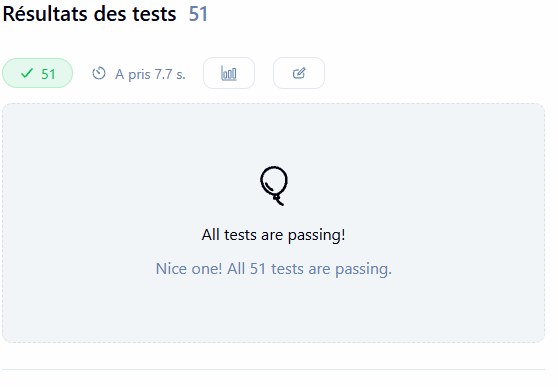 Résultats des tests 51
51 A pris 7.7 s.
All tests are passing!
Nice one! All 51 tests are passing.